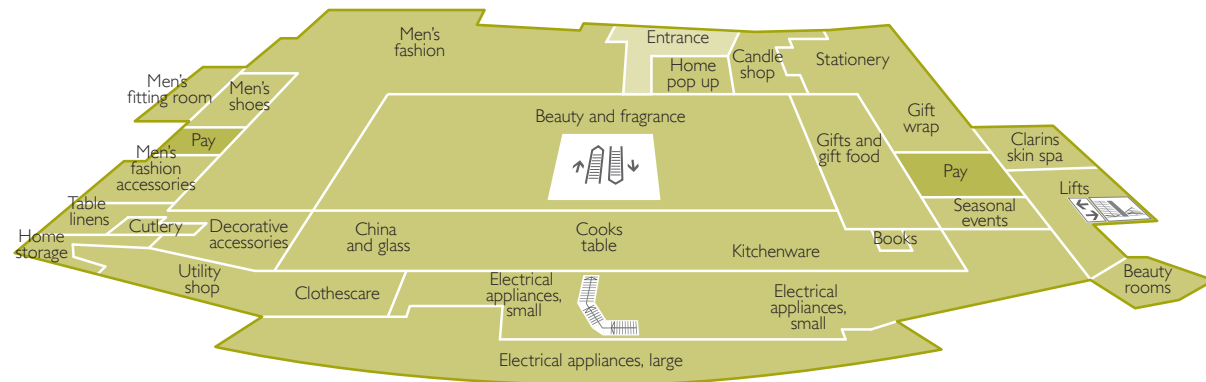 Men's
fashion
Entrance
Home
pop up
Candle
shop
Stationery
Men's
fitting room
Men's
shoes
Pay
Men's
fashion
accessories
Beauty and fragrance
Gifts and
gift food
Gift
wrap
Clarins
skin spa
Pay
Lifts
Table
linens
Cutlery
Decorative
accessories
China
and glass
Cooks
table
Kitchenware
Books
Seasonal
events
Home
storage
Utility
shop
Clothescare
Electrical
appliances,
small
Electrical
appliances,
small
Beauty
rooms
Electrical appliances, large